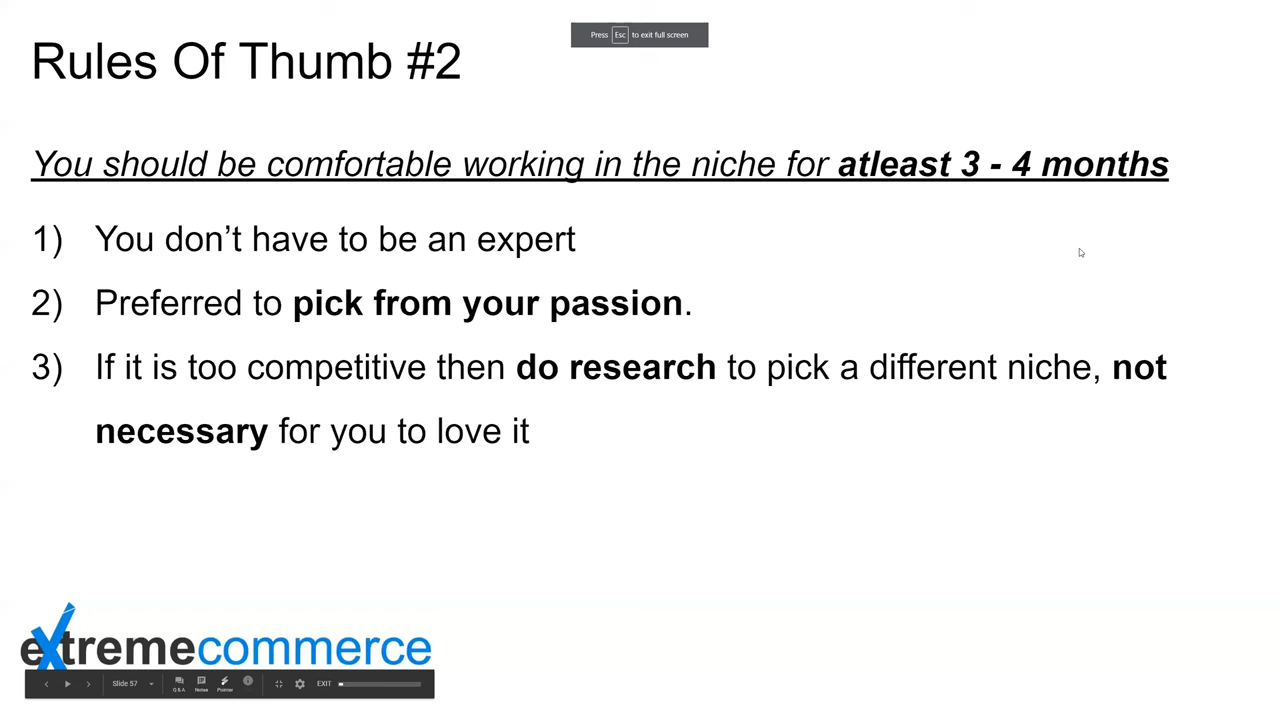 Press Esc to exit full screen
Rules Of Thumb #2
You should be comfortable working in the niche for atleast 3 - 4 months
1) You don’t have to be an expert
2) Preferred to pick from your passion.
3) If it is too competitive then do research to pick a different niche, not
necessary for you to love it
extremecommerce
Slide 57
Q & A
Notes
Pointer
EXIT